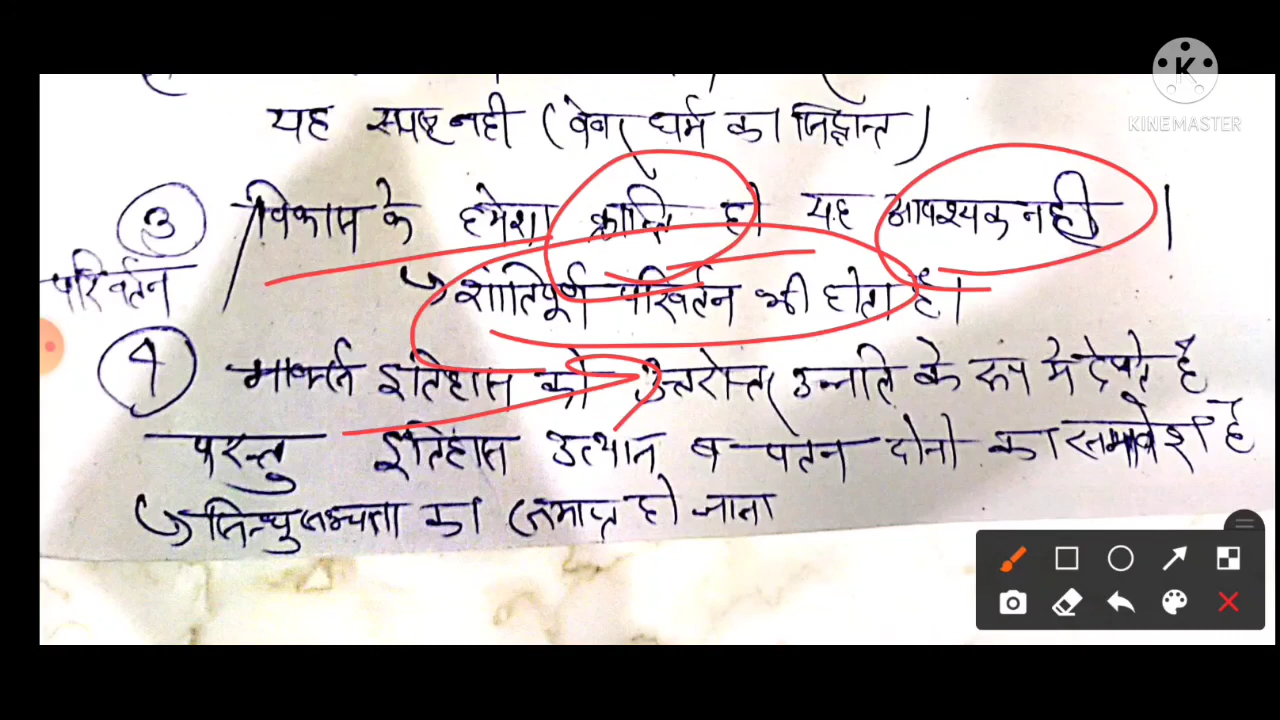 यह स्पष्ट नही (वेबर धर्म का सिद्धान्त)
③ विकास के हमेशा क्रान्ति हो यह आवश्यक नही ।
परिवर्तन
↳ शांतिपूर्ण परिवर्तन भी होता है।
④ मार्क्स इतिहास को उत्तरोत्तर उन्नति के रूप मे देखते है
परन्तु इतिहास उत्थान व पतन दोनो का समावेश है
↳ सिन्धु सभ्यता का समाप्त हो जाना
K
KINEMASTER